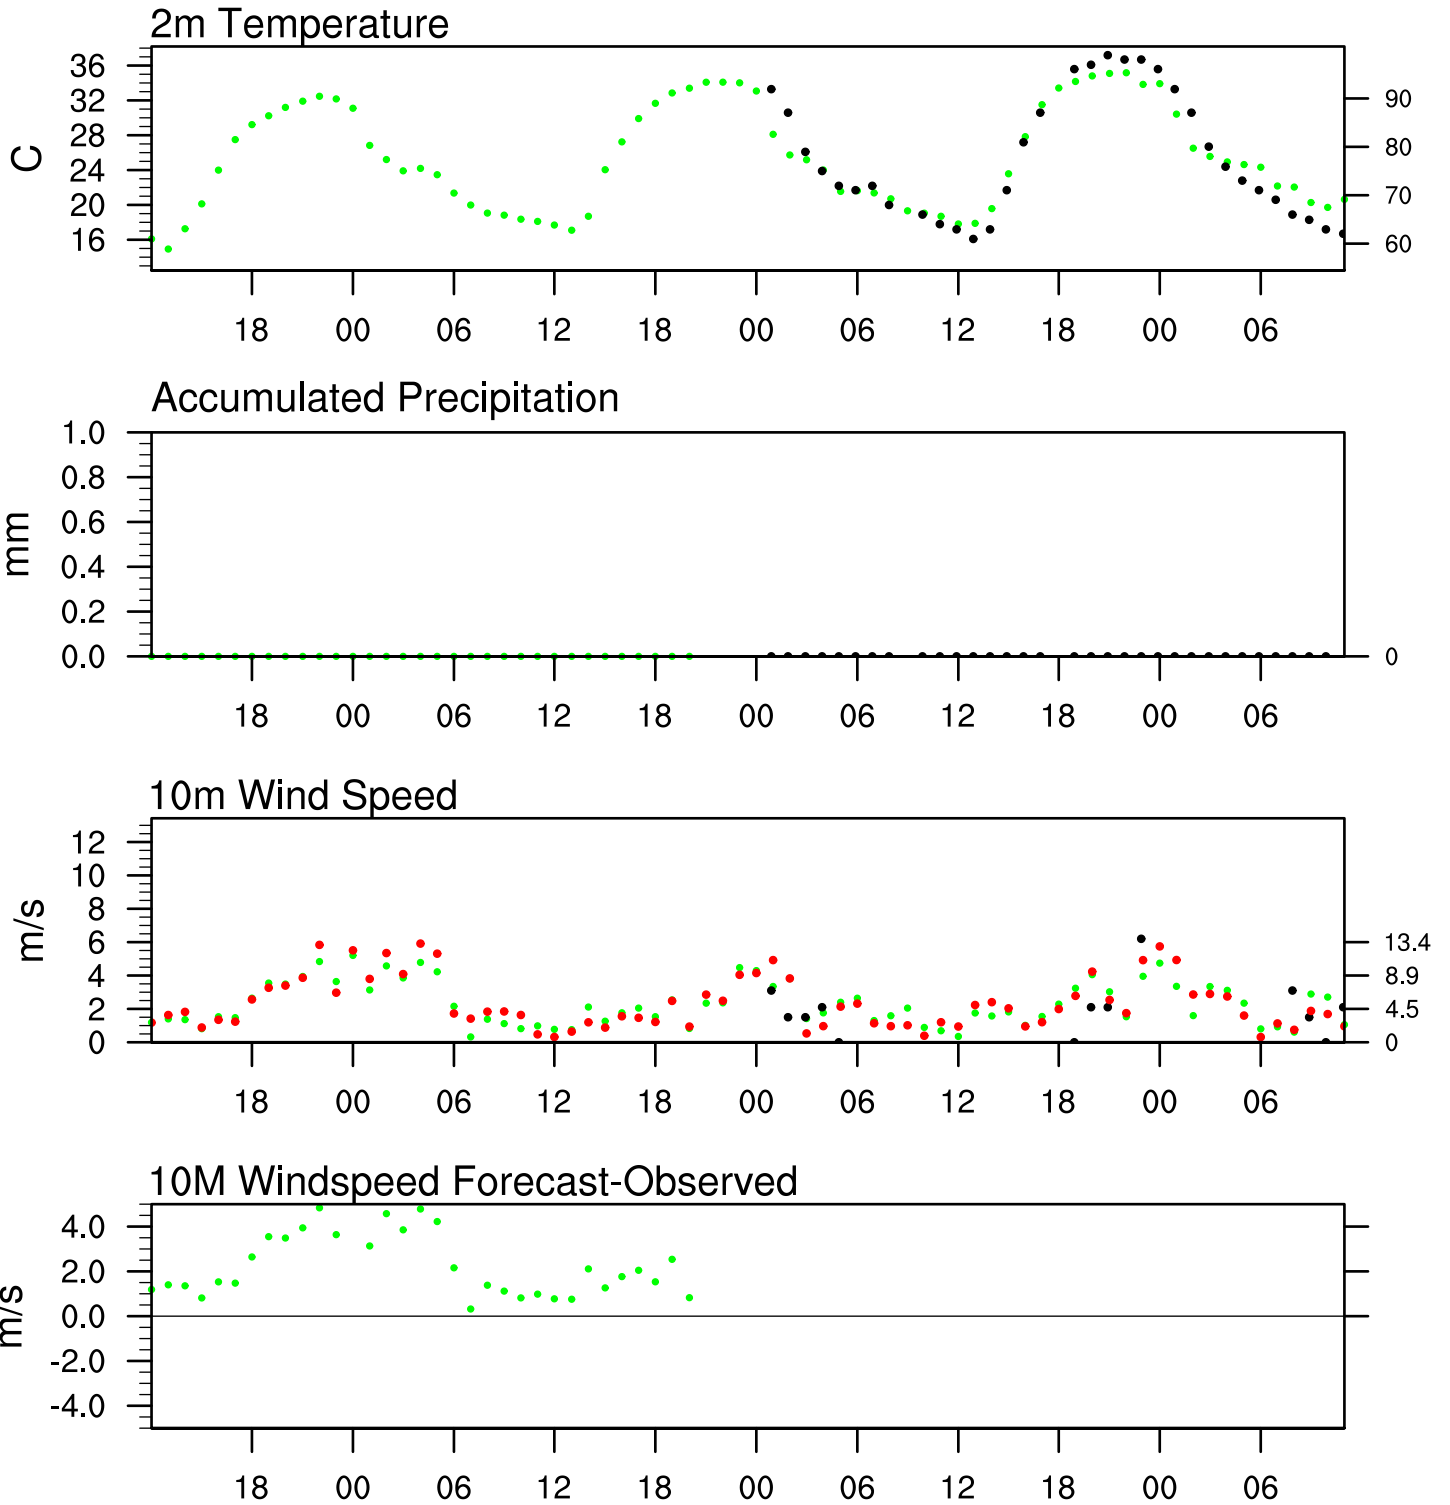 2m Temperature
36
32
28
24
20
16
C
90
80
70
60
18 00 06 12 18 00 06 12 18 00 06
Accumulated Precipitation
1.0
0.8
0.6
0.4
0.2
0.0
mm
0
18 00 06 12 18 00 06 12 18 00 06
10m Wind Speed
12
10
8
6
4
2
0
m/s
13.4
8.9
4.5
0
18 00 06 12 18 00 06 12 18 00 06
10M Windspeed Forecast-Observed
4.0
2.0
0.0
-2.0
-4.0
m/s
18 00 06 12 18 00 06 12 18 00 06